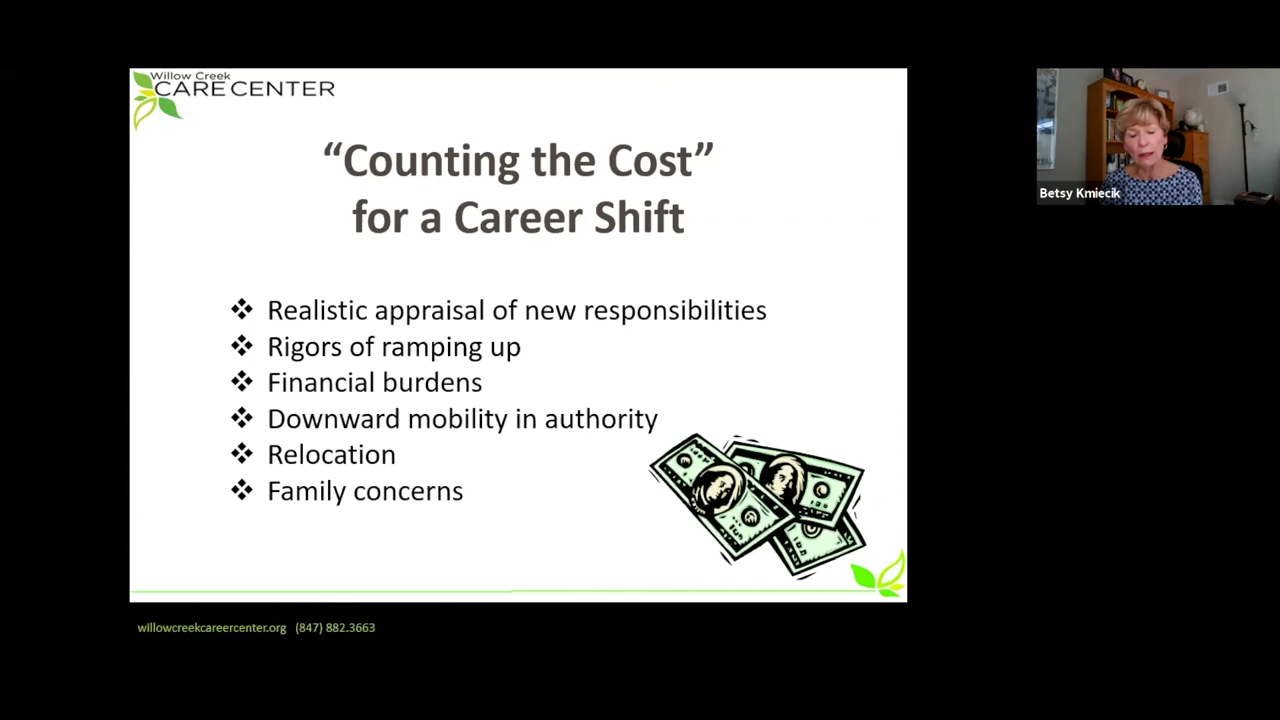 Willow Creek
CARE CENTER
“Counting the Cost”
for a Career Shift
❖ Realistic appraisal of new responsibilities
❖ Rigors of ramping up
❖ Financial burdens
❖ Downward mobility in authority
❖ Relocation
❖ Family concerns
willowcreekcareercenter.org (847) 882.3663
Betsy Kmiecik